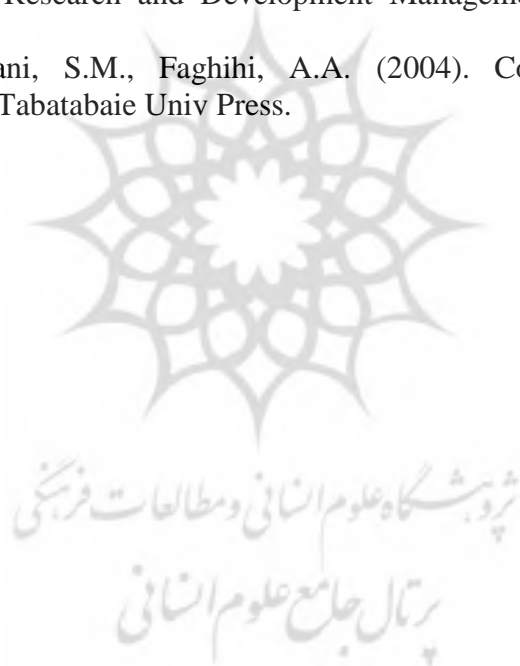 Research and Development Manageme
ani, S.M., Faghihi, A.A. (2004). Co
Tabatabaie Univ Press.
پژوهشگاه علوم انسانی و مطالعات فرهنگی
پرتال جامع علوم انسانی